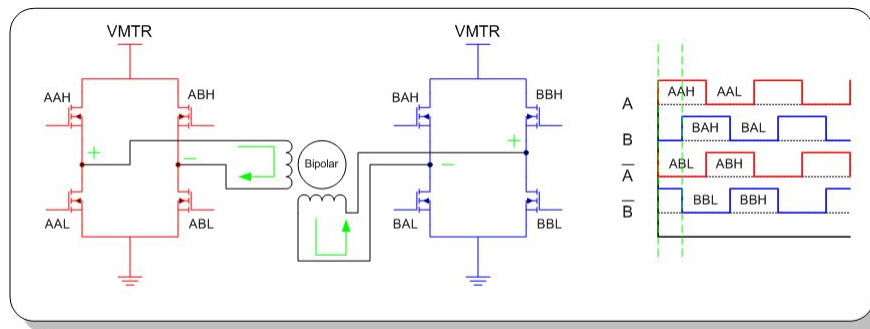 VMTR
VMTR
AAH
ABH
BAH
BBH
+
−
+
−
Bipolar
AAL
ABL
BAL
BBL
A
AAH
AAL
B
BAH
BAL
A̅
ABL
ABH
B̅
BBL
BBH